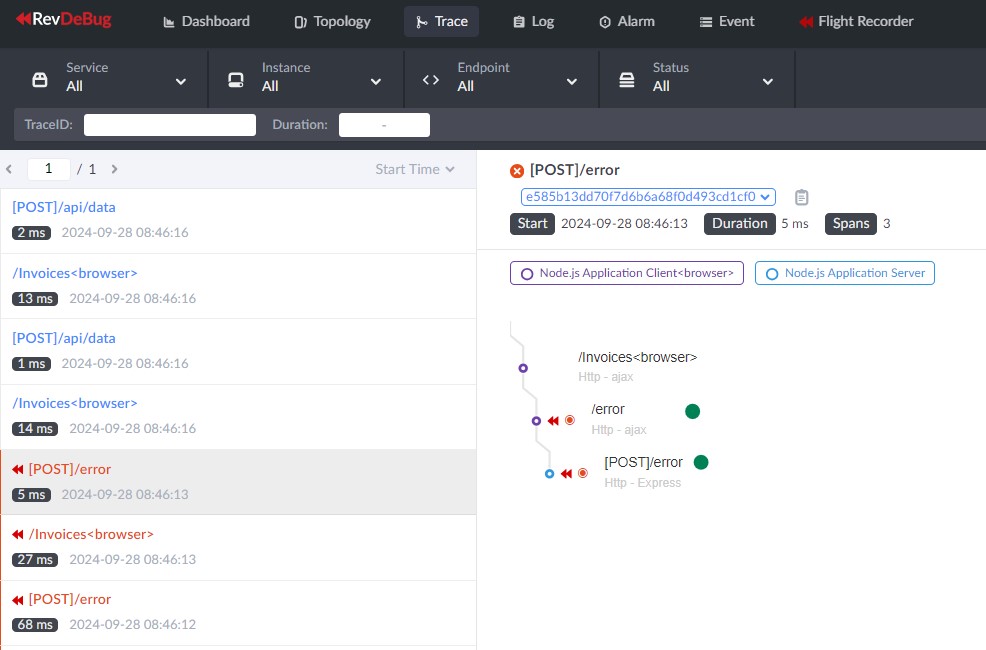 RevDeBug
Dashboard
Topology
Trace
Log
Alarm
Event
Flight Recorder
Service
All
Instance
All
Endpoint
All
Status
All
TraceID:
Duration:
-
1 / 1
Start Time
[POST]/api/data
2 ms 2024-09-28 08:46:16
/Invoices<browser>
13 ms 2024-09-28 08:46:16
[POST]/api/data
1 ms 2024-09-28 08:46:16
/Invoices<browser>
14 ms 2024-09-28 08:46:16
[POST]/error
5 ms 2024-09-28 08:46:13
/Invoices<browser>
27 ms 2024-09-28 08:46:13
[POST]/error
68 ms 2024-09-28 08:46:12
[POST]/error
e585b13dd70f7d6b6a68f0d493cd1cf0
Start 2024-09-28 08:46:13 Duration 5 ms Spans 3
Node.js Application Client<browser>
Node.js Application Server
/Invoices<browser>
Http - ajax
/error
Http - ajax
[POST]/error
Http - Express